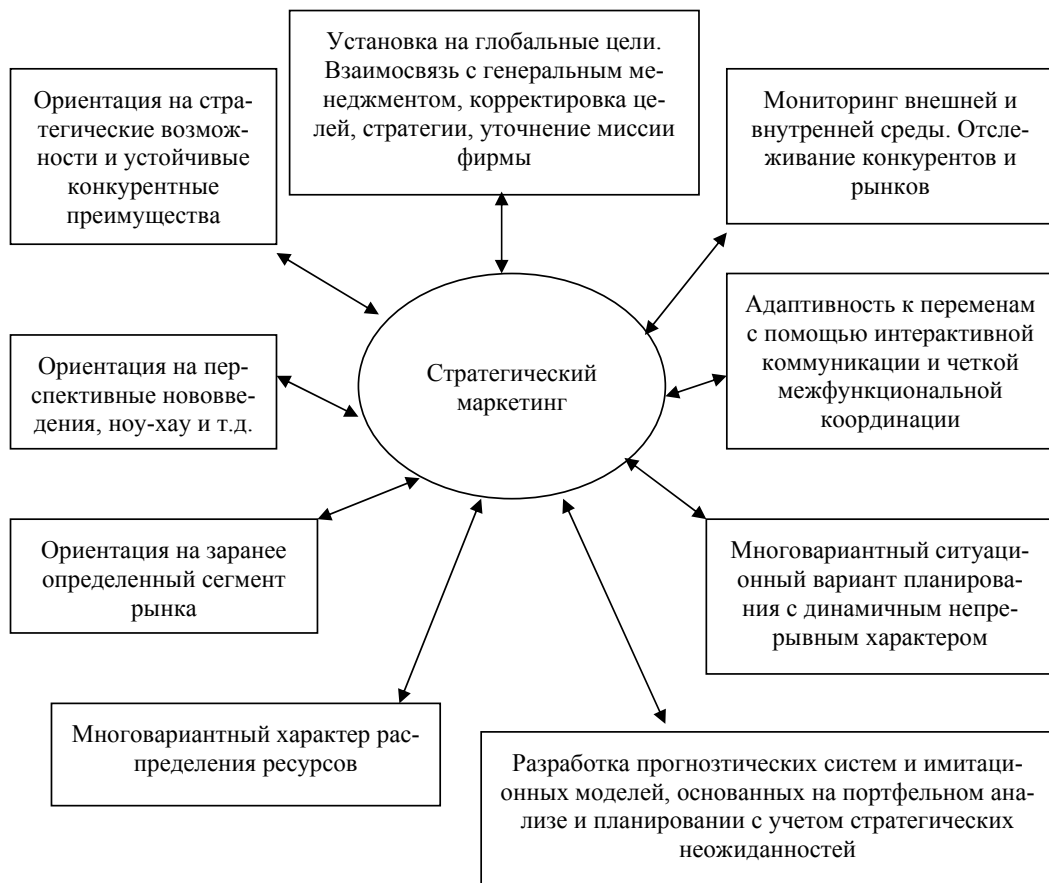 Установка на глобальные цели.
Взаимосвязь с генеральным ме-
неджментом, корректировка це-
лей, стратегии, уточнение миссии
фирмы
Ориентация на стра-
тегические возмож-
ности и устойчивые
конкурентные
преимущества
Мониторинг внешней и
внутренней среды. Отсле-
живание конкурентов и
рынков
Адаптивность к переменам
с помощью интерактивной
коммуникации и четкой
межфункциональной
координации
Ориентация на пер-
спективные нововве-
дения, ноу-хау и т.д.
Стратегический
маркетинг
Ориентация на заранее
определенный сегмент
рынка
Многовариантный ситуаци-
онный вариант планирова-
ния с динамичным непре-
рывным характером
Многовариантный характер рас-
пределения ресурсов
Разработка прогнозтических систем и имитаци-
онных моделей, основанных на портфельном ана-
лизе и планировании с учетом стратегических
неожиданностей